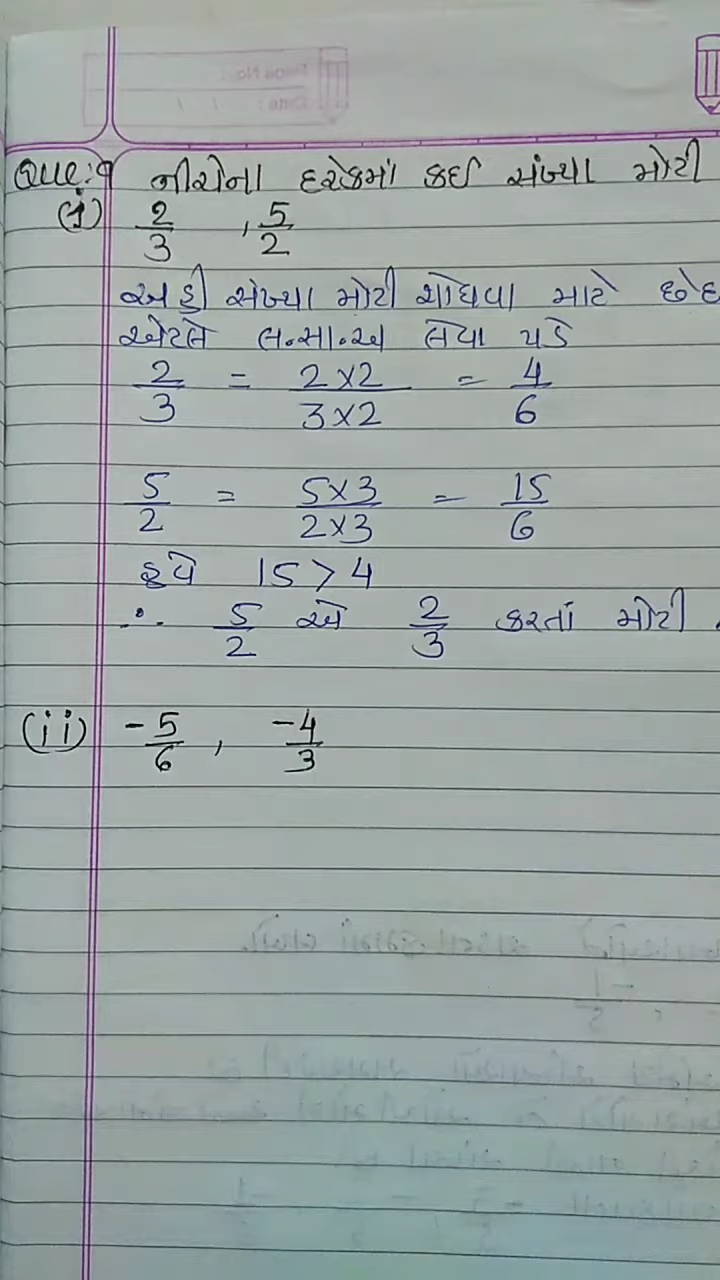 Que:9 નીચેના દરેકમાં કઈ સંખ્યા મોટી
(i) 2/3 , 5/2
અહી સંખ્યા મોટી શોધવા માટે છેદ
એટલે લ.સા.અ લેવા પડે
2/3 = 2×2/3×2 = 4/6
5/2 = 5×3/2×3 = 15/6
હવે 15 > 4
∴ 5/2 એ 2/3 કરતાં મોટી
(ii) -5/6 , -4/3